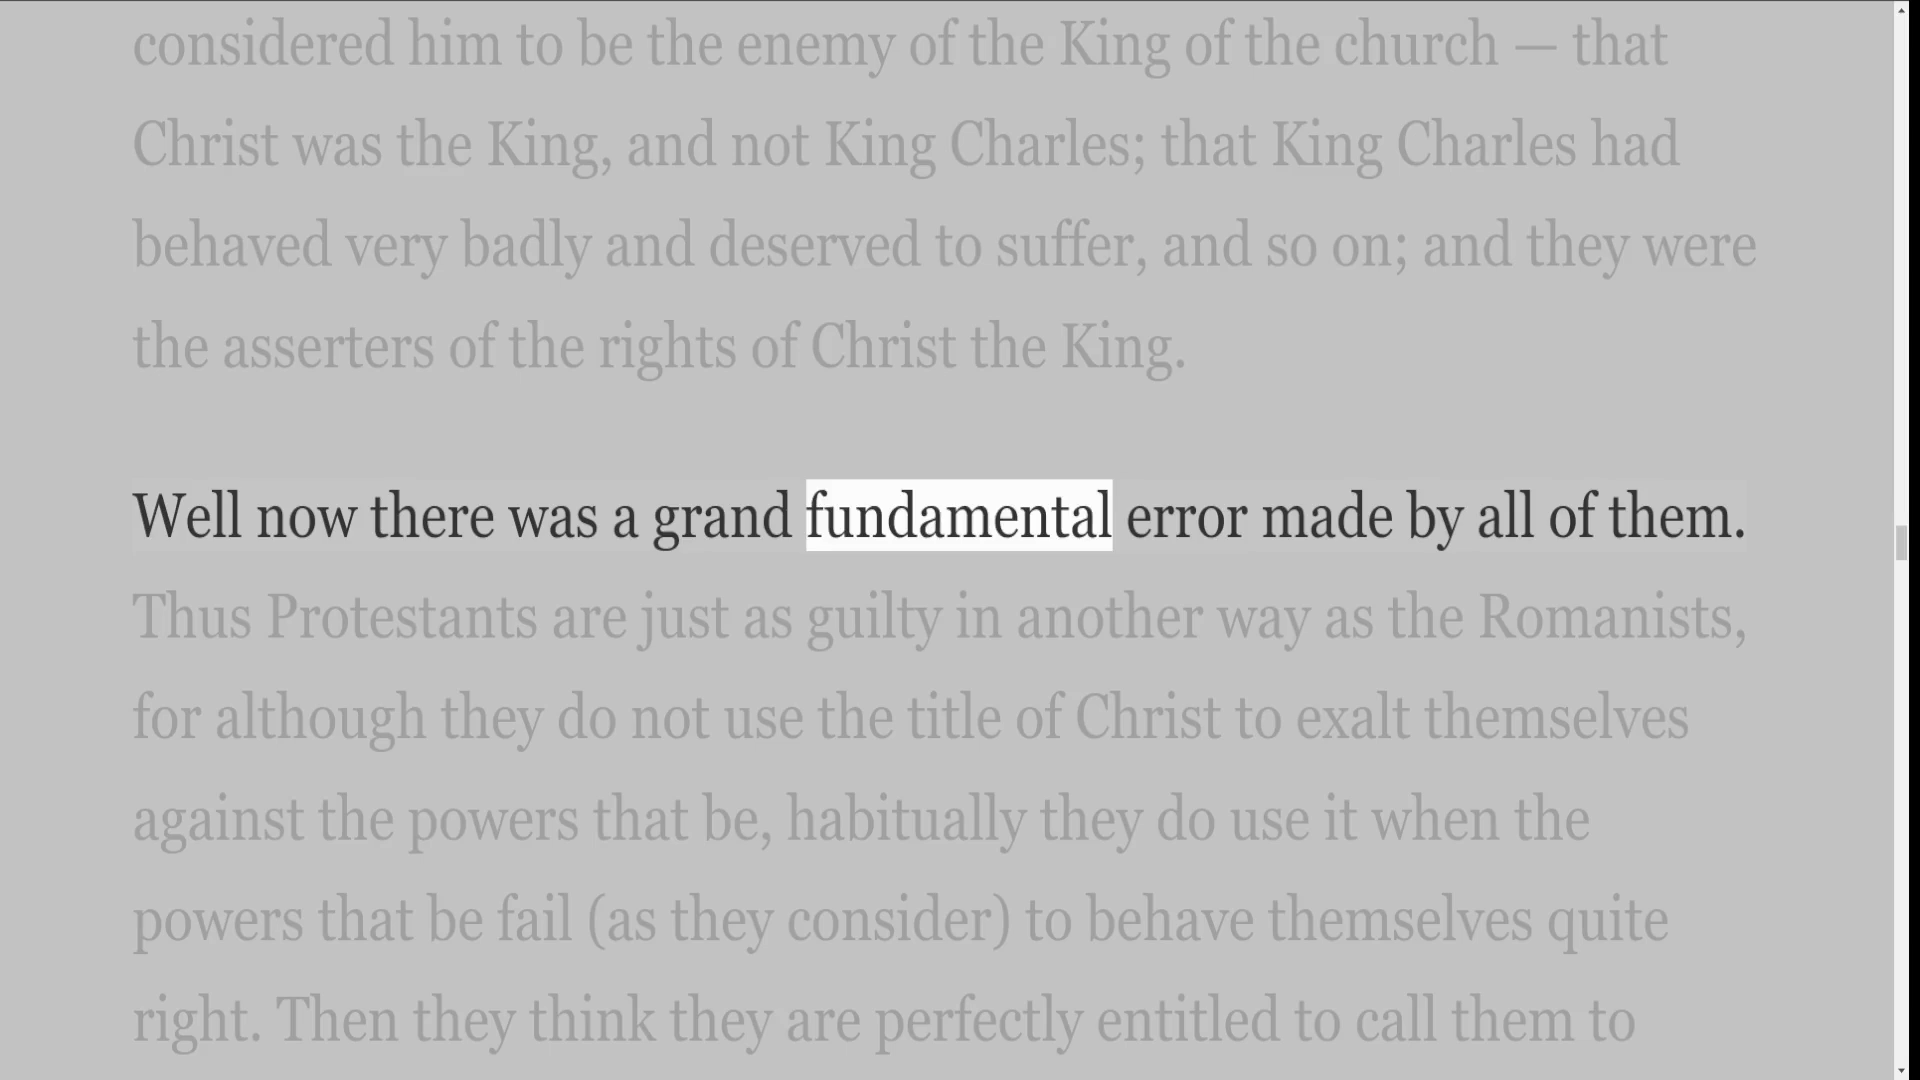 considered him to be the enemy of the King of the church — that
Christ was the King, and not King Charles; that King Charles had
behaved very badly and deserved to suffer, and so on; and they were
the asserters of the rights of Christ the King.
Well now there was a grand fundamental error made by all of them.
Thus Protestants are just as guilty in another way as the Romanists,
for although they do not use the title of Christ to exalt themselves
against the powers that be, habitually they do use it when the
powers that be fail (as they consider) to behave themselves quite
right. Then they think they are perfectly entitled to call them to